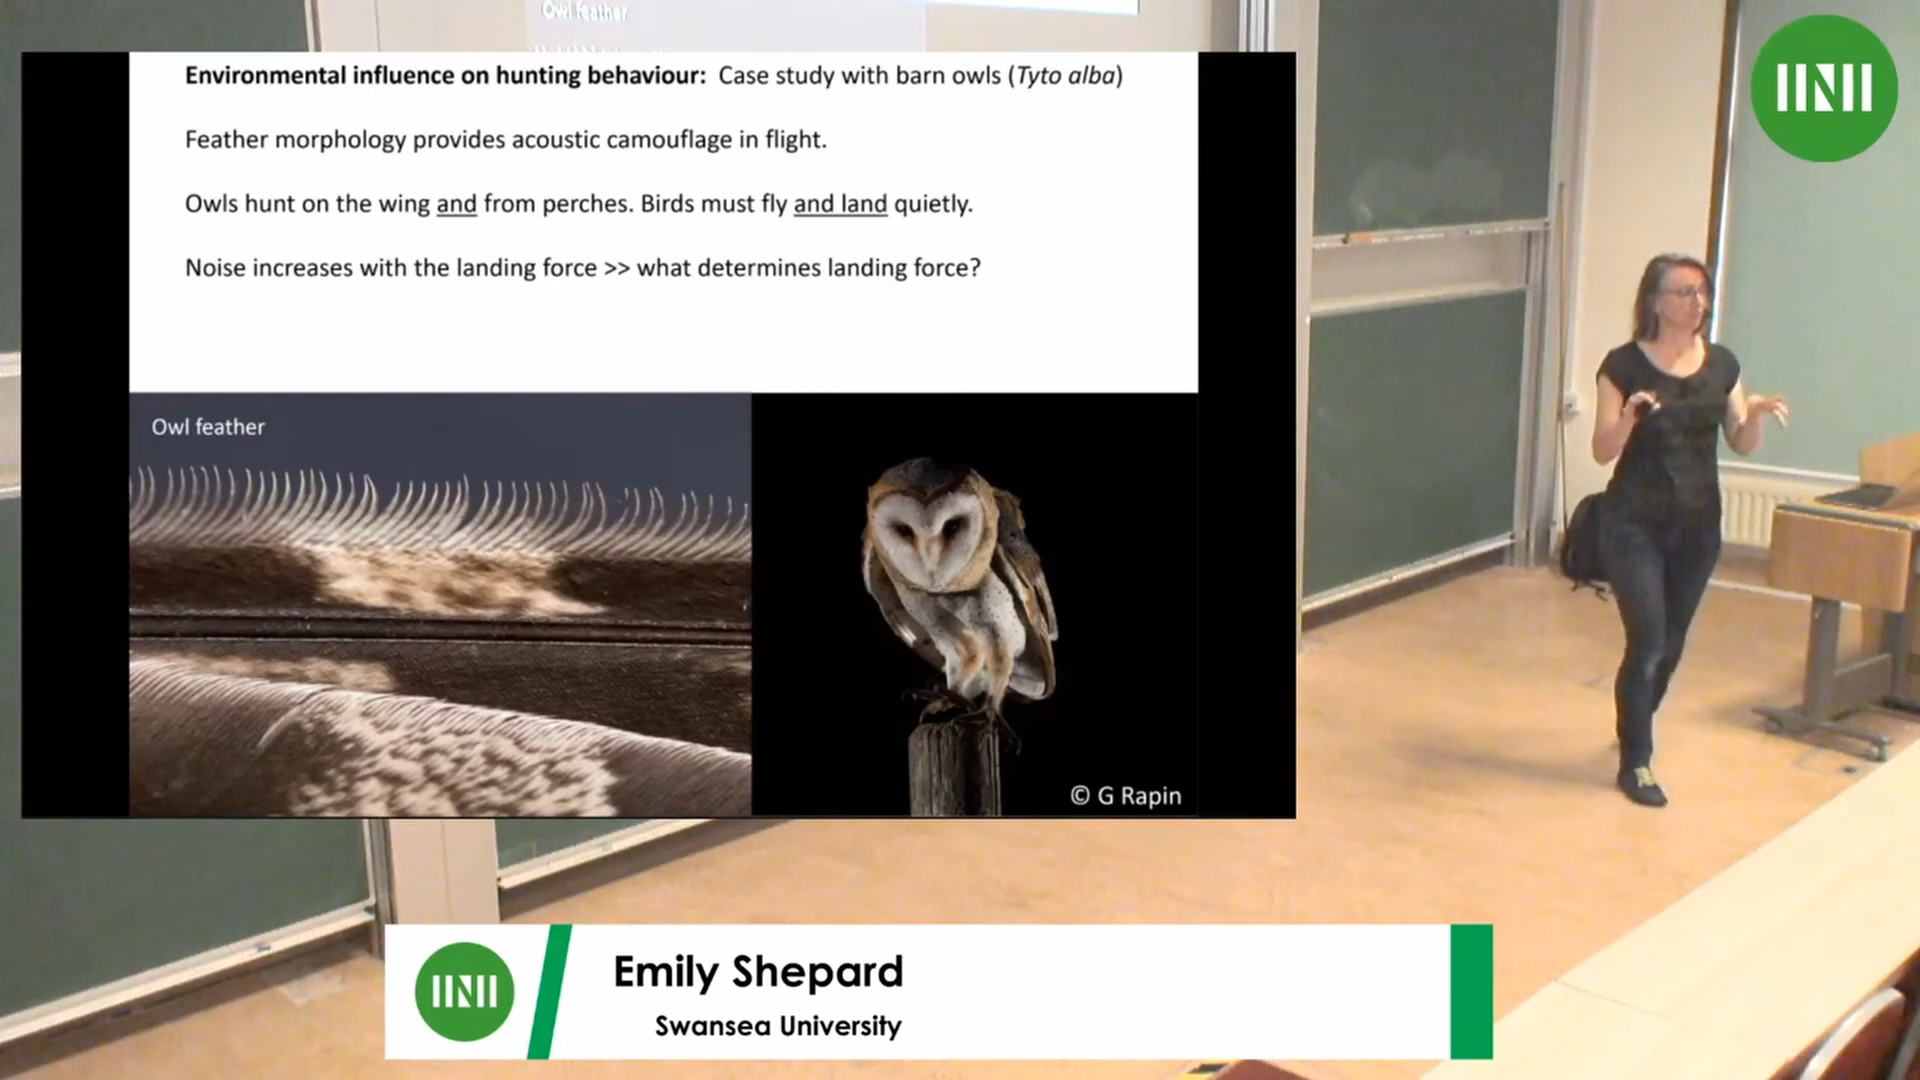 Owl feather
Environmental influence on hunting behaviour: Case study with barn owls (Tyto alba)
Feather morphology provides acoustic camouflage in flight.
Owls hunt on the wing and from perches. Birds must fly and land quietly.
Noise increases with the landing force >> what determines landing force?
Owl feather
© G Rapin
Emily Shepard
Swansea University